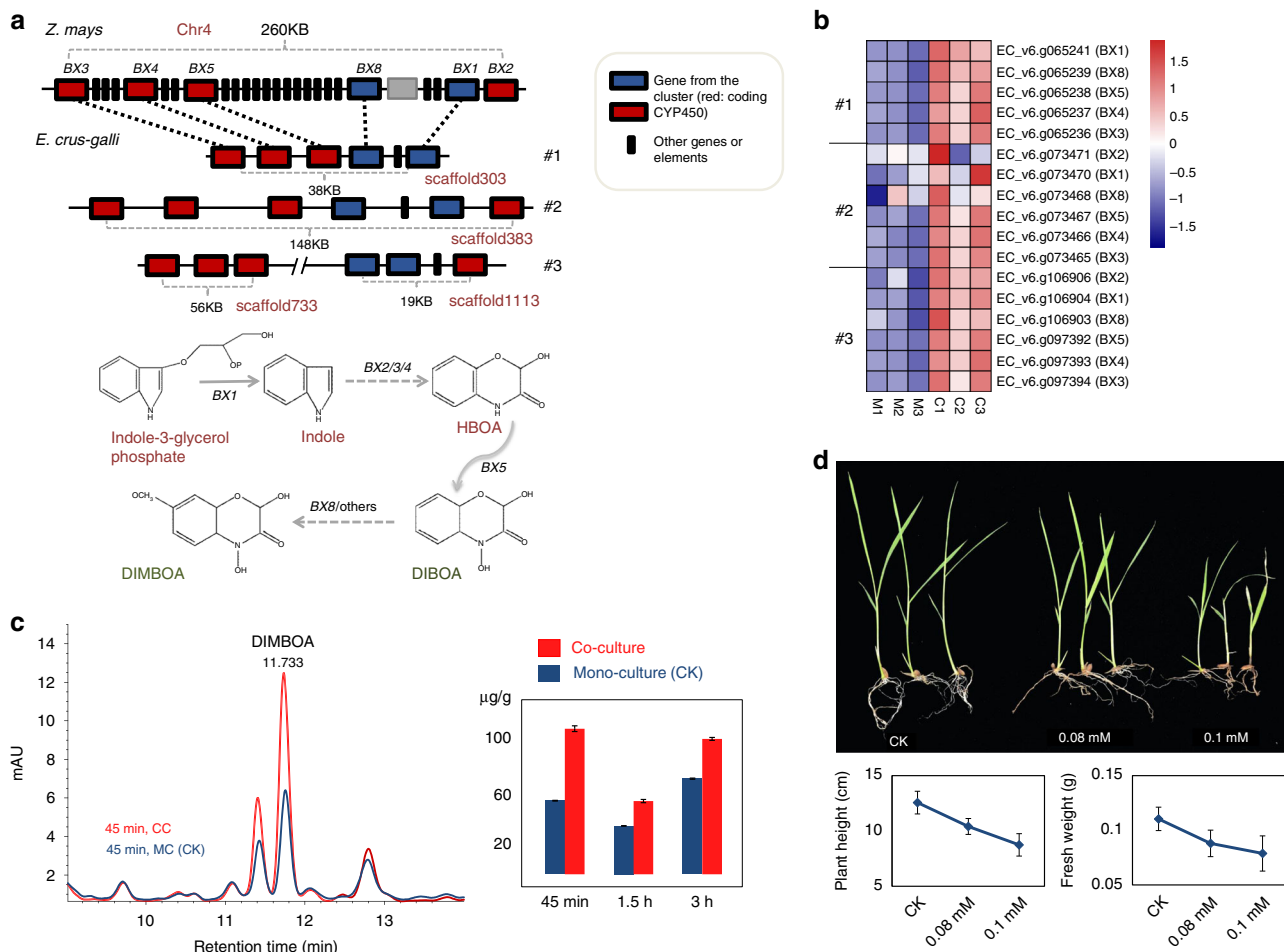 a
Z. mays
Chr4
260KB
BX3
BX4
BX5
BX8
BX1
BX2
E. crus-galli
#1
scaffold303
38KB
#2
scaffold383
148KB
#3
56KB
scaffold733
19KB
scaffold1113
Gene from the
cluster (red: coding
CYP450)
Other genes or
elements
OH
O
OP
N
H
BX1
Indole-3-glycerol
phosphate
N
H
Indole
BX2/3/4
O
OH
N
H
O
HBOA
BX5
OCH3
O
OH
N
O
OH
DIMBOA
BX8/others
O
OH
N
O
OH
DIBOA
b
#1
#2
#3
EC_v6.g065241 (BX1)
EC_v6.g065239 (BX8)
EC_v6.g065238 (BX5)
EC_v6.g065237 (BX4)
EC_v6.g065236 (BX3)
EC_v6.g073471 (BX2)
EC_v6.g073470 (BX1)
EC_v6.g073468 (BX8)
EC_v6.g073467 (BX5)
EC_v6.g073466 (BX4)
EC_v6.g073465 (BX3)
EC_v6.g106906 (BX2)
EC_v6.g106904 (BX1)
EC_v6.g106903 (BX8)
EC_v6.g097392 (BX5)
EC_v6.g097393 (BX4)
EC_v6.g097394 (BX3)
M1
M2
M3
C1
C2
C3
1.5
1
0.5
0
−0.5
−1
−1.5
c
14
12
10
8
6
4
2
mAU
DIMBOA
11.733
45 min, CC
45 min, MC (CK)
10
11
12
13
Retention time (min)
Co-culture
Mono-culture (CK)
µg/g
100
60
20
45 min
1.5 h
3 h
d
CK
0.08 mM
0.1 mM
Plant height (cm)
15
10
5
CK
0.08 mM
0.1 mM
Fresh weight (g)
0.15
0.1
0.05
CK
0.08 mM
0.1 mM